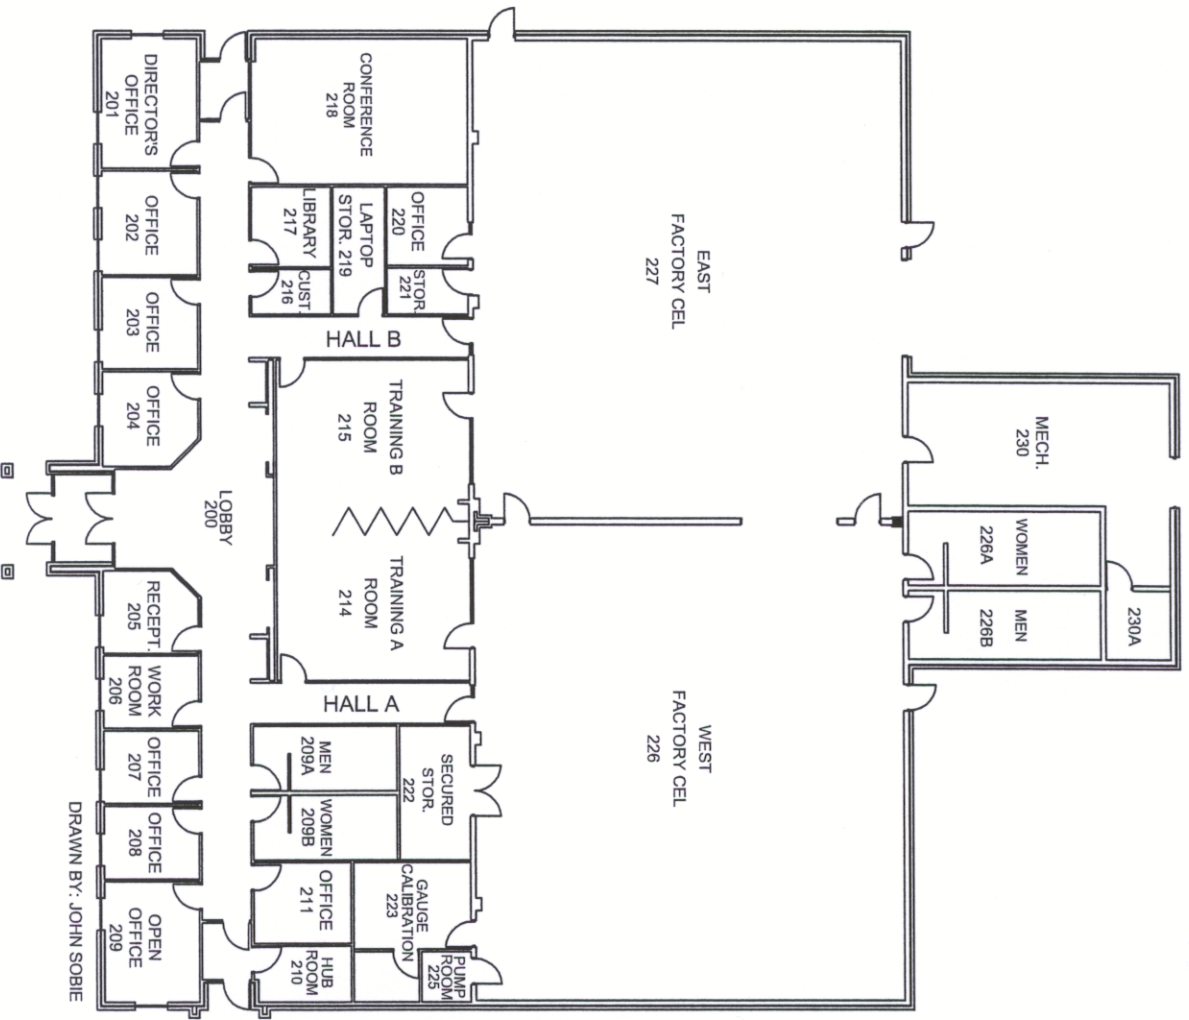 DIRECTOR'S
OFFICE
201
OFFICE
202
OFFICE
203
OFFICE
204
LOBBY
200
RECEPT.
205
WORK
ROOM
206
OFFICE
207
OFFICE
208
OPEN
OFFICE
209
CONFERENCE
ROOM
218
LIBRARY
217
CUST.
216
LAPTOP
STOR. 219
OFFICE
220
STOR.
221
HALL B
TRAINING B
ROOM
215
TRAINING A
ROOM
214
HALL A
MEN
209A
WOMEN
209B
SECURED
STOR.
222
OFFICE
211
HUB
ROOM
210
GAUGE
CALIBRATION
223
PUMP
ROOM
225
EAST
FACTORY CEL
227
WEST
FACTORY CEL
226
MECH.
230
WOMEN
226A
MEN
226B
230A
DRAWN BY: JOHN SOBIE